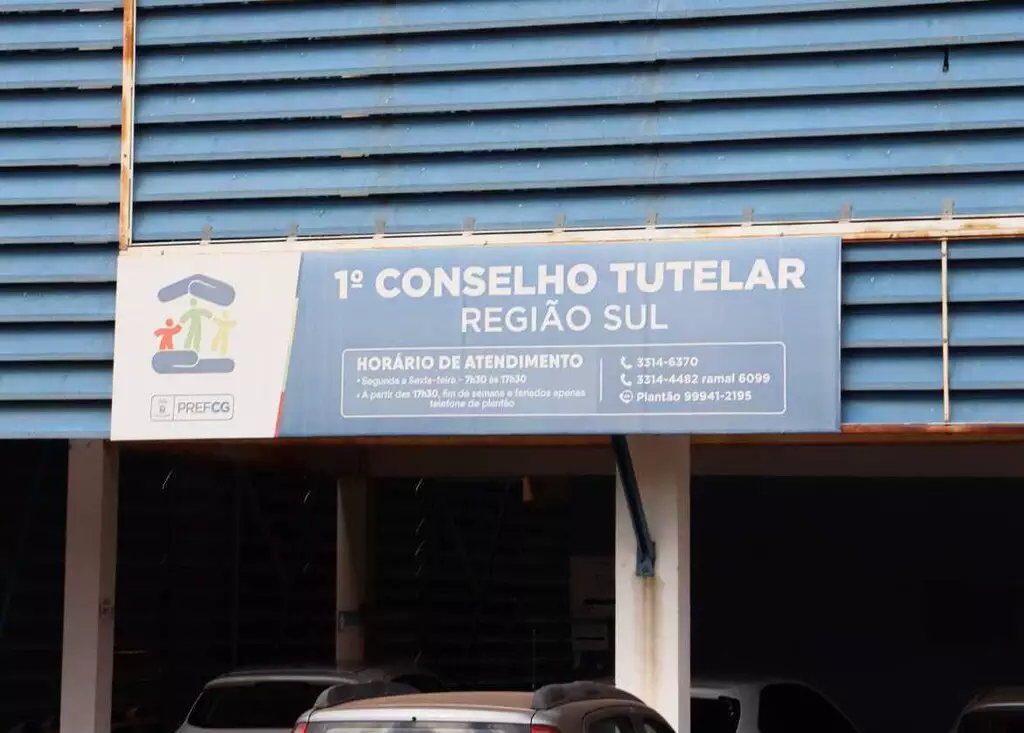 1º CONSELHO TUTELAR
REGIÃO SUL
HORÁRIO DE ATENDIMENTO
• Segunda a Sexta-feira - 7h30 às 17h30
• A partir das 17h30, fim de semana e feriados apenas
telefone de plantão
3314-6370
3314-4482 ramal 6099
Plantão 99941-2195
PREFCG